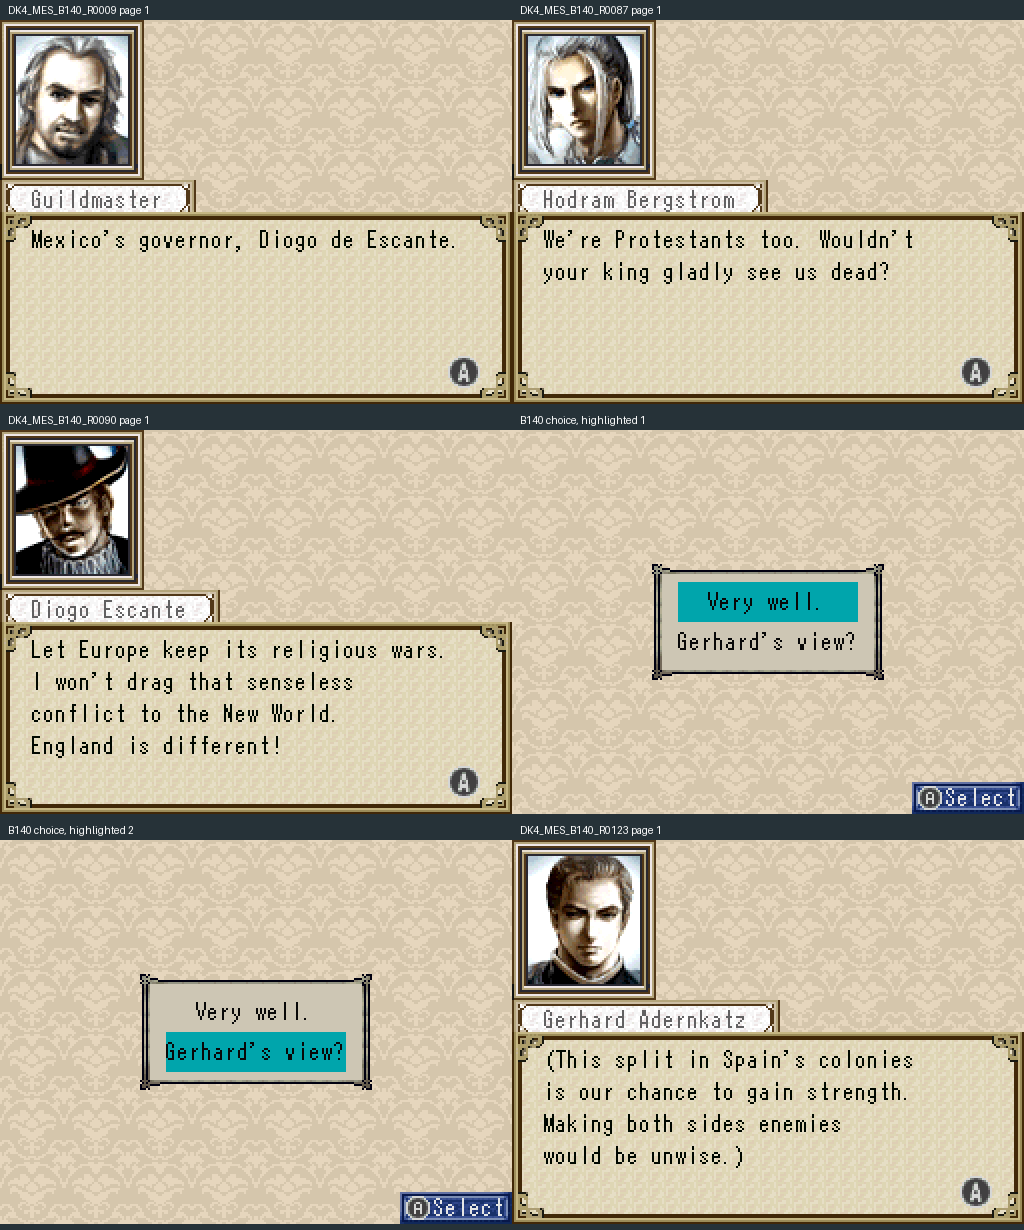 DK4_MES_B140_R0009 page 1
Guildmaster
Mexico's governor, Diogo de Escante.
A
DK4_MES_B140_R0087 page 1
Hodram Bergstrom
We're Protestants too. Wouldn't
your king gladly see us dead?
A
DK4_MES_B140_R0090 page 1
Diogo Escante
Let Europe keep its religious wars.
I won't drag that senseless
conflict to the New World.
England is different!
A
B140 choice, highlighted 1
Very well.
Gerhard's view?
A Select
B140 choice, highlighted 2
Very well.
Gerhard's view?
A Select
DK4_MES_B140_R0123 page 1
Gerhard Adernkatz
(This split in Spain's colonies
is our chance to gain strength.
Making both sides enemies
would be unwise.)
A